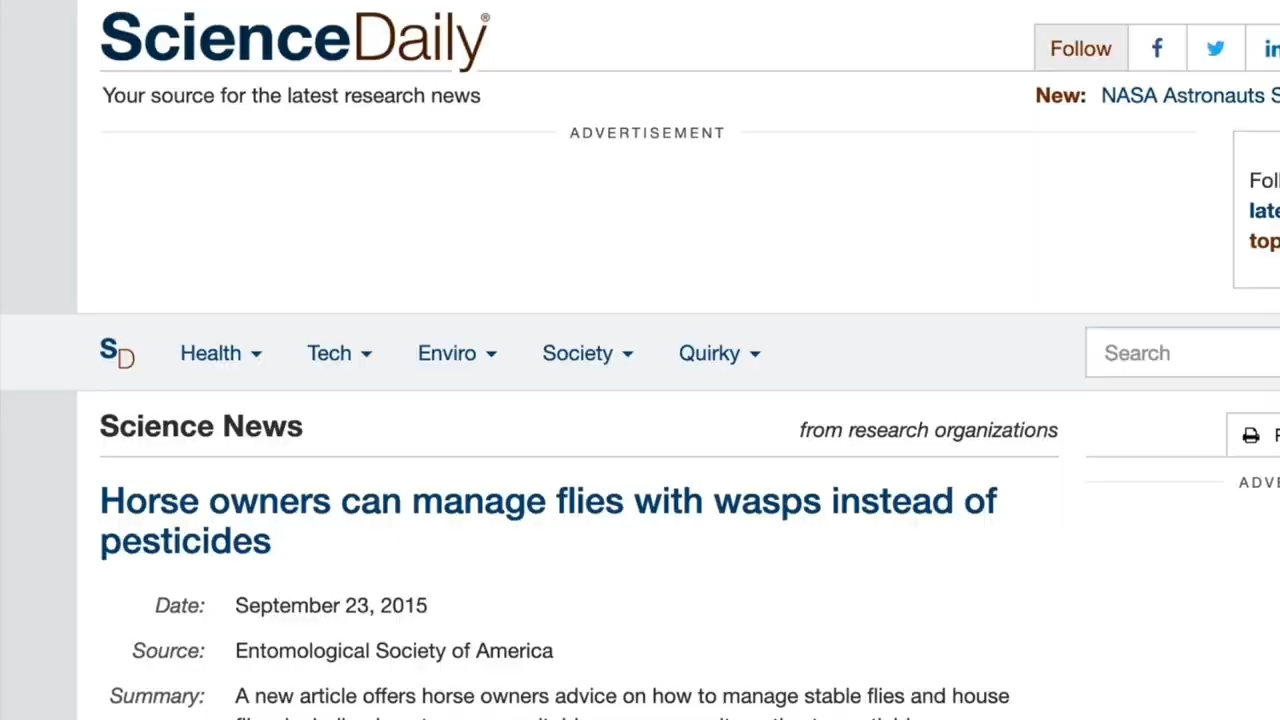 ScienceDaily®
Follow
Your source for the latest research news
New: NASA Astronauts
ADVERTISEMENT
SD
Health
Tech
Enviro
Society
Quirky
Search
Science News
from research organizations
Horse owners can manage flies with wasps instead of
pesticides
Date: September 23, 2015
Source: Entomological Society of America
Summary: A new article offers horse owners advice on how to manage stable flies and house